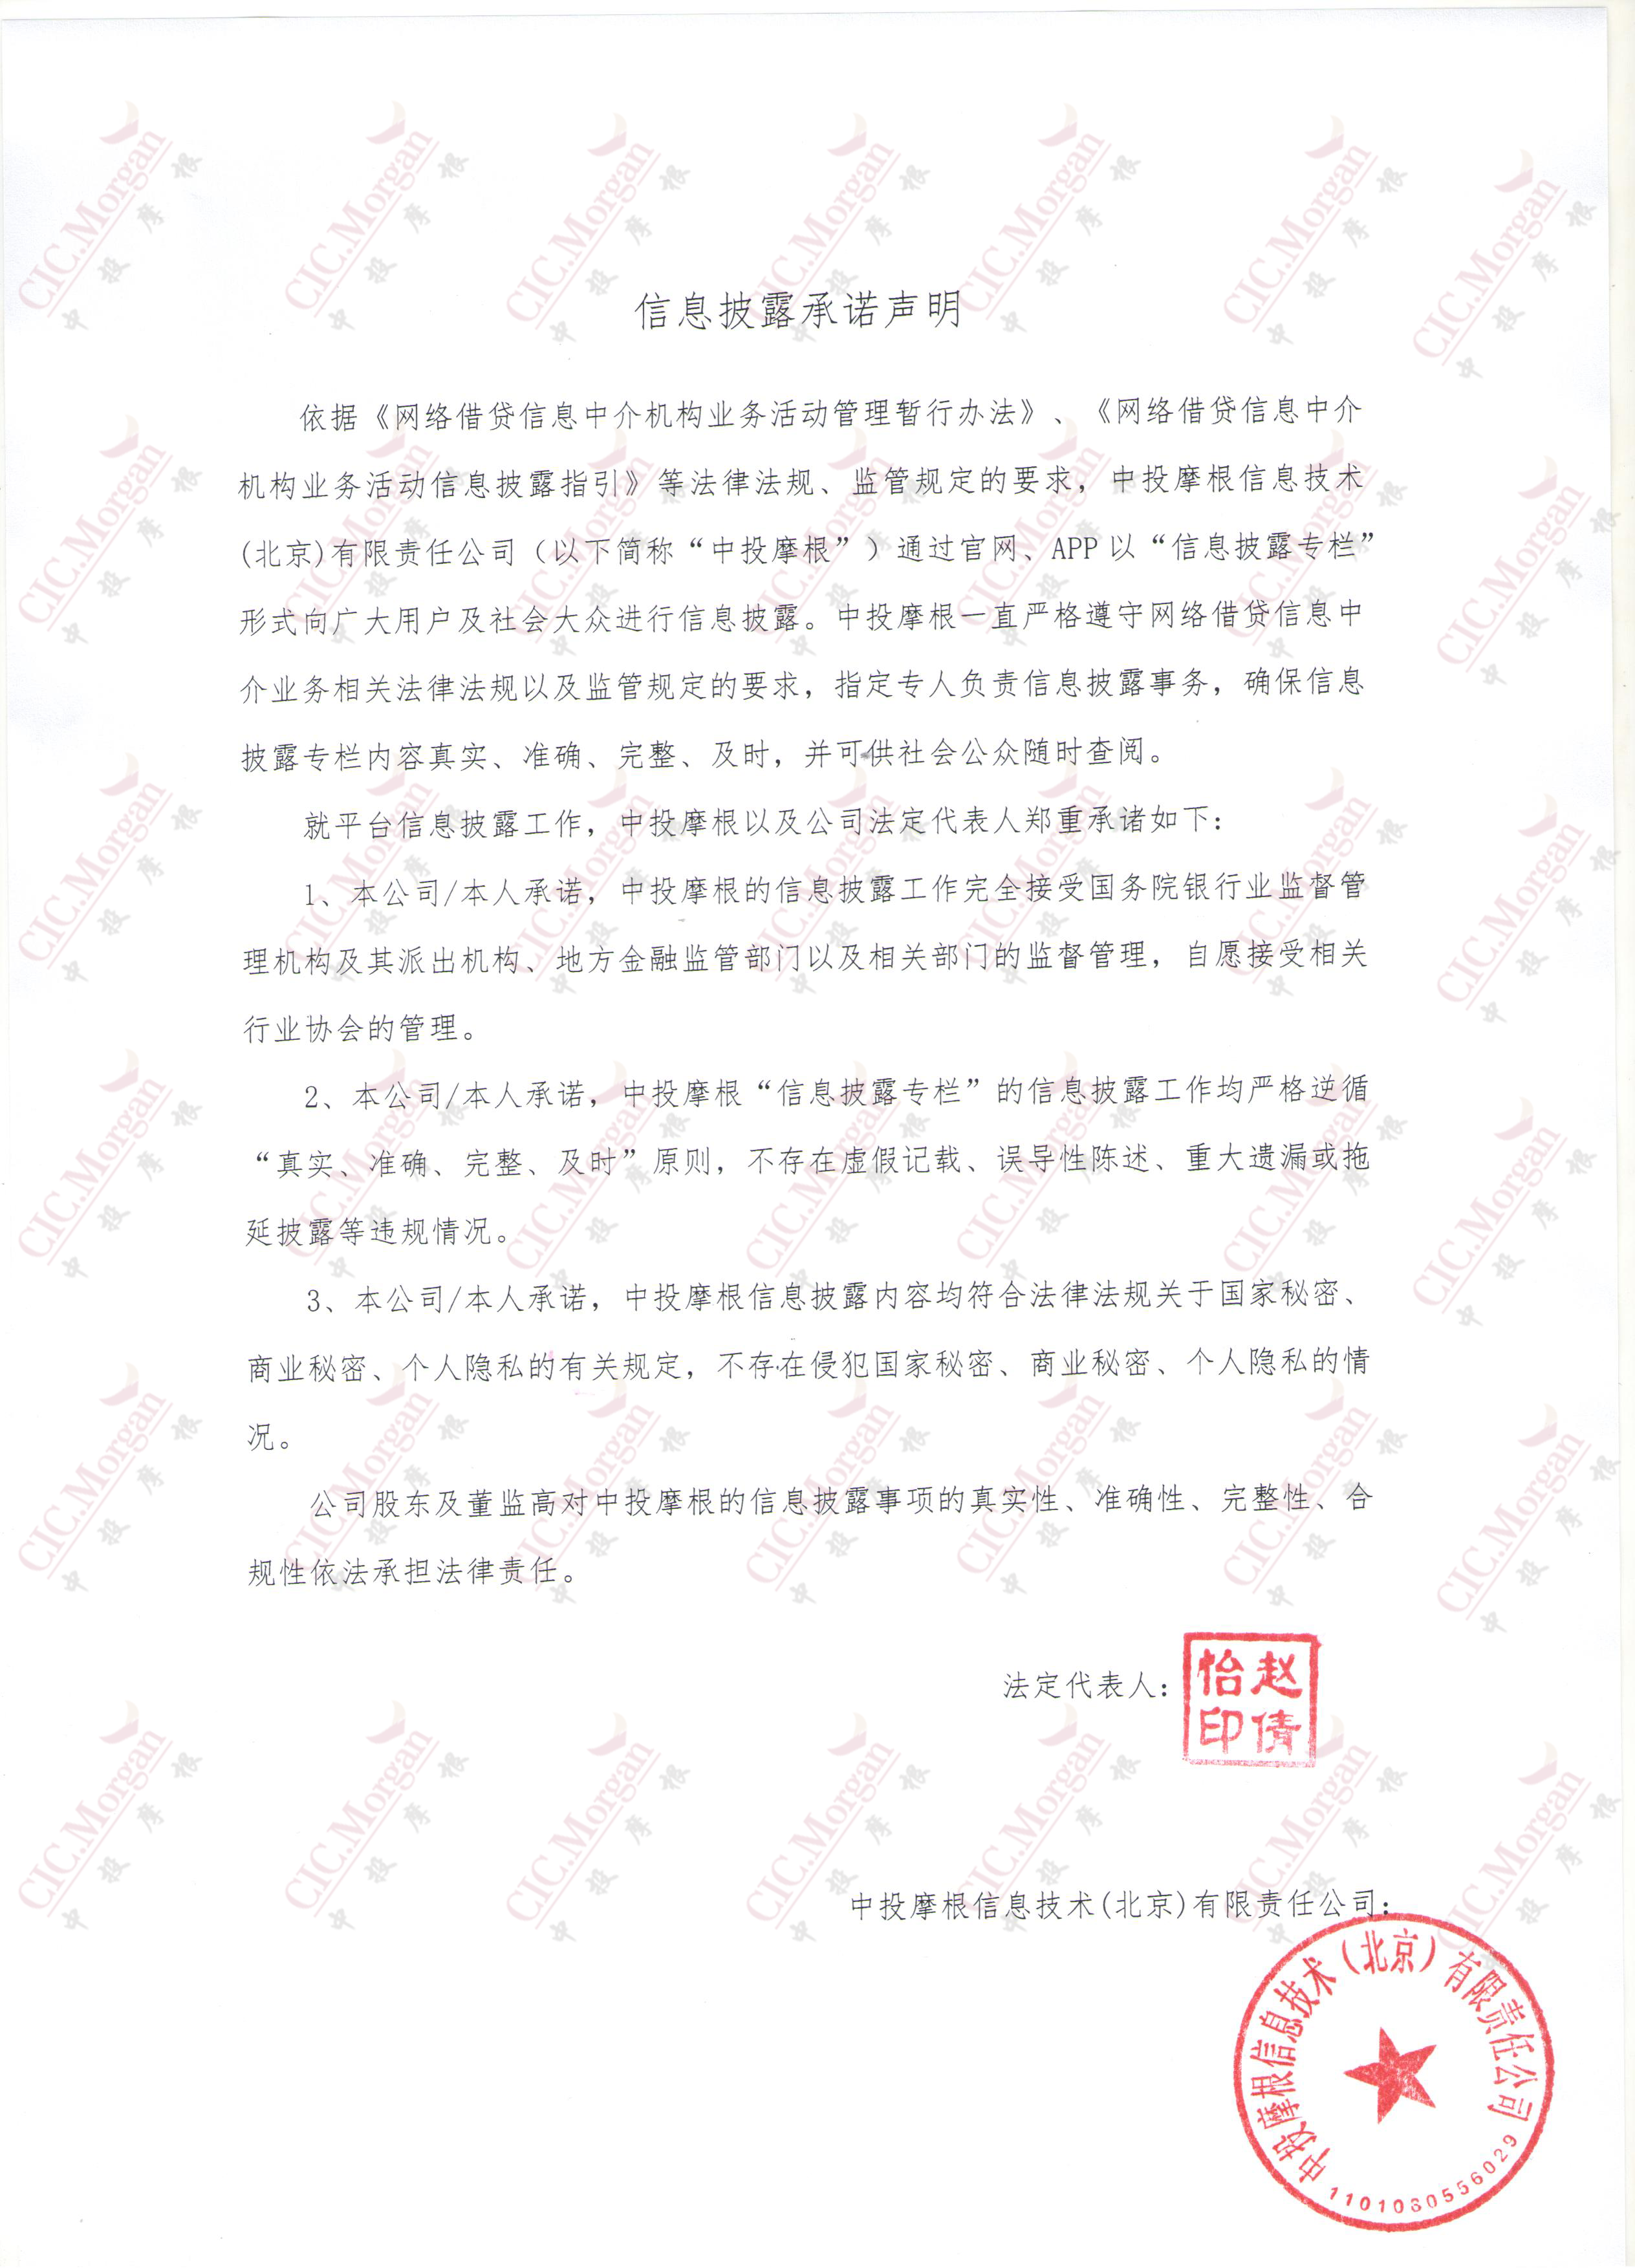 信息披露承诺声明
依据《网络借贷信息中介机构业务活动管理暂行办法》、《网络借贷信息中介
机构业务活动信息披露指引》等法律法规、监管规定的要求，中投摩根信息技术
(北京)有限责任公司（以下简称“中投摩根”）通过官网、APP 以“信息披露专栏”
形式向广大用户及社会大众进行信息披露。中投摩根一直严格遵守网络借贷信息中
介业务相关法律法规以及监管规定的要求，指定专人负责信息披露事务，确保信息
披露专栏内容真实、准确、完整、及时，并可供社会公众随时查阅。
就平台信息披露工作，中投摩根以及公司法定代表人郑重承诺如下：
1、本公司/本人承诺，中投摩根的信息披露工作完全接受国务院银行业监督管
理机构及其派出机构、地方金融监管部门以及相关部门的监督管理，自愿接受相关
行业协会的管理。
2、本公司/本人承诺，中投摩根“信息披露专栏”的信息披露工作均严格逆循
“真实、准确、完整、及时”原则，不存在虚假记载、误导性陈述、重大遗漏或拖
延披露等违规情况。
3、本公司/本人承诺，中投摩根信息披露内容均符合法律法规关于国家秘密、
商业秘密、个人隐私的有关规定，不存在侵犯国家秘密、商业秘密、个人隐私的情
况。
公司股东及董监高对中投摩根的信息披露事项的真实性、准确性、完整性、合
规性依法承担法律责任。
法定代表人：
赵倩怡印
中投摩根信息技术(北京)有限责任公司：
中投摩根信息技术（北京）有限责任公司
1101080556029
CIC.Morgan
中投摩根